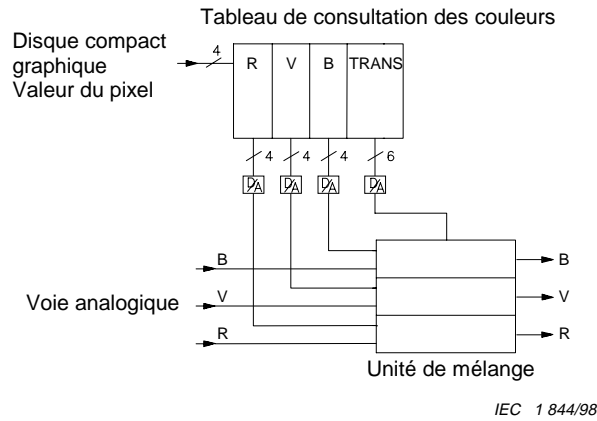 Tableau de consultation des couleurs
Disque compact
graphique
Valeur du pixel
4
R V B TRANS
4 4 4 6
D/A D/A D/A D/A
B B
Voie analogique V V
R R
Unité de mélange
IEC 1 844/98